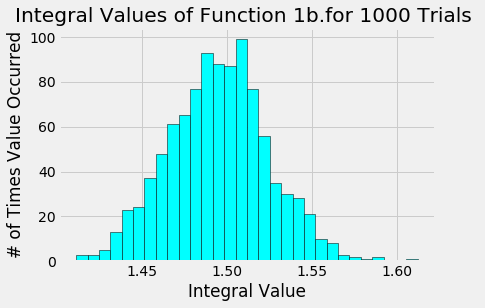 Integral Values of Function 1b.for 1000 Trials
# of Times Value Occurred
100
80
60
40
20
0
1.45 1.50 1.55 1.60
Integral Value